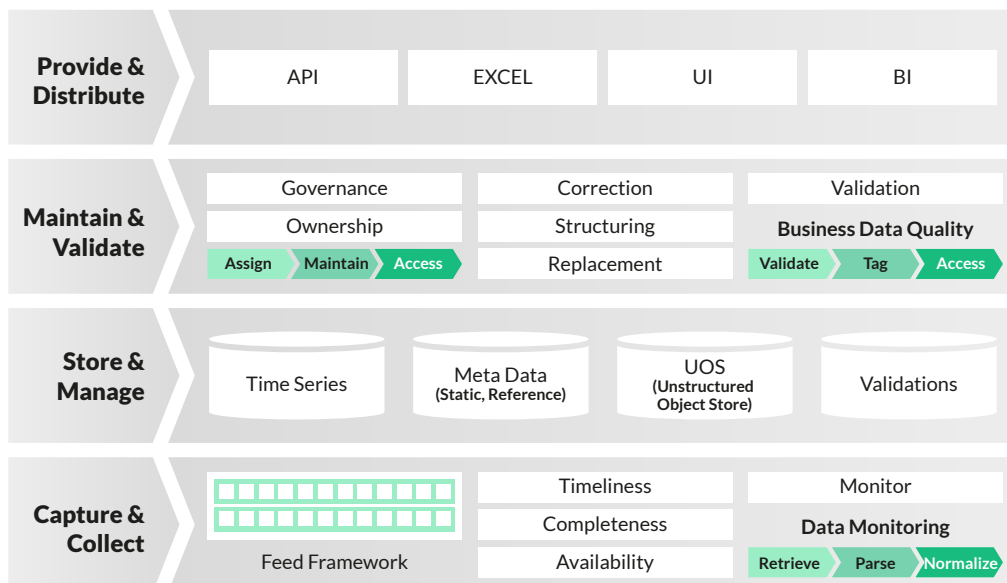 Provide &
Distribute
API
EXCEL
UI
BI
Maintain &
Validate
Governance
Ownership
Assign
Maintain
Access
Correction
Structuring
Replacement
Validation
Business Data Quality
Validate
Tag
Access
Store &
Manage
Time Series
Meta Data
(Static, Reference)
UOS
(Unstructured
Object Store)
Validations
Capture &
Collect
Feed Framework
Timeliness
Completeness
Availability
Monitor
Data Monitoring
Retrieve
Parse
Normalize